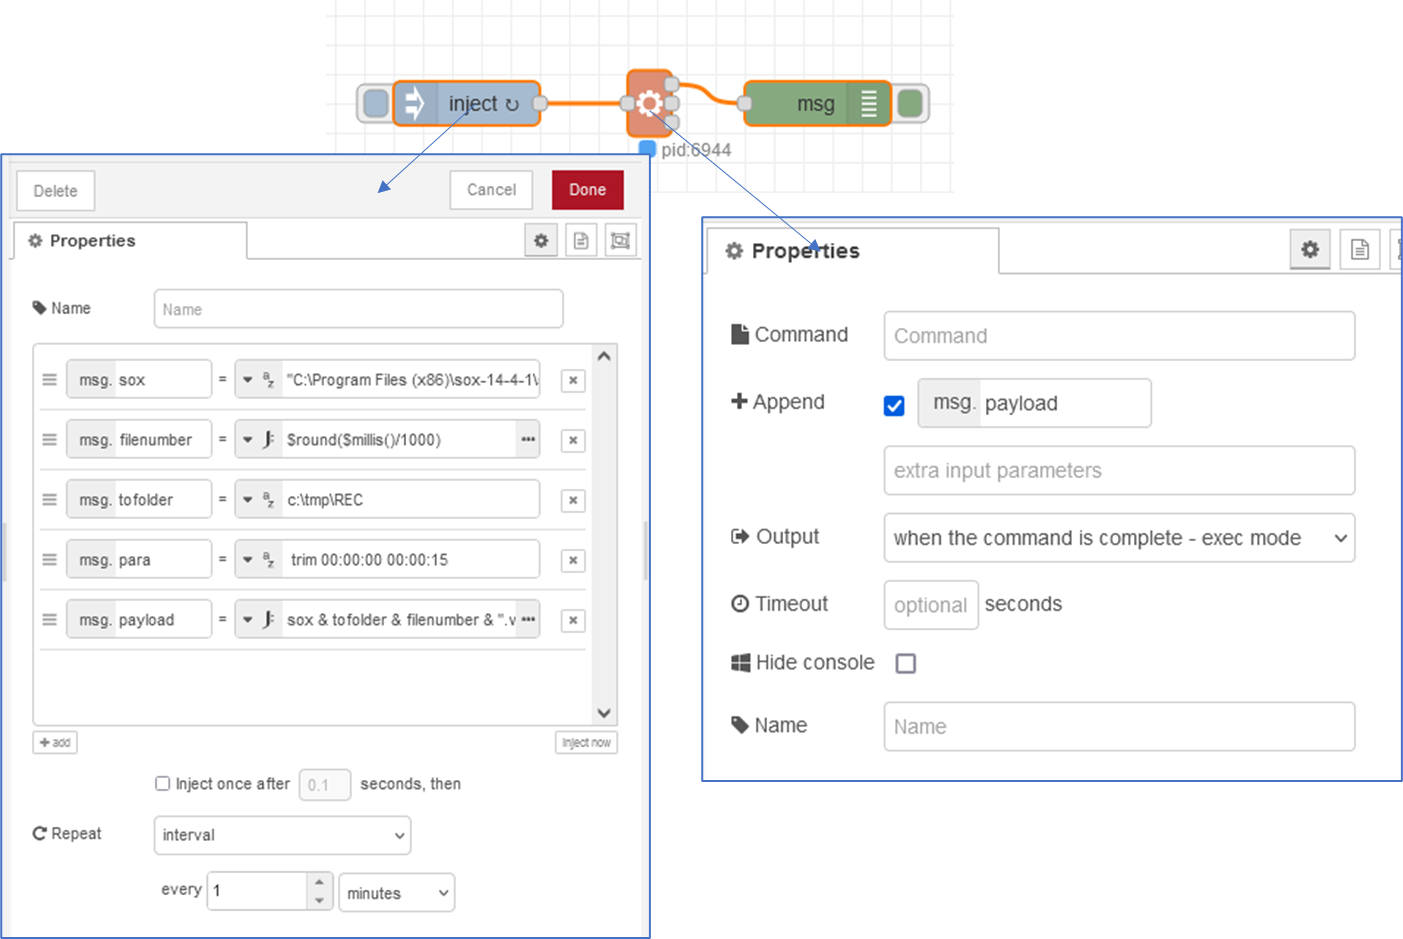 inject ↻
msg
pid:6944
Delete
Cancel
Done
Properties
Name
Name
msg. sox = "C:\Program Files (x86)\sox-14-4-1\
msg. filenumber = $round($millis()/1000)
msg. tofolder = c:\tmp\REC
msg. para = trim 00:00:00 00:00:15
msg. payload = sox & tofolder & filenumber & ".v
+ add
Inject now
Inject once after 0.1 seconds, then
Repeat interval
every 1 minutes
Properties
Command Command
Append msg. payload
extra input parameters
Output when the command is complete - exec mode
Timeout optional seconds
Hide console
Name Name